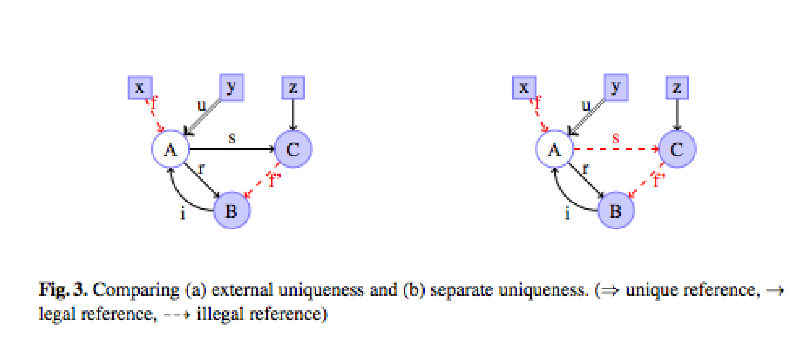 x y z
f u
s
A C
r f'
i B
x y z
f u
s
A C
r f'
i B
Fig. 3. Comparing (a) external uniqueness and (b) separate uniqueness. (⇒ unique reference, →
legal reference, --→ illegal reference)